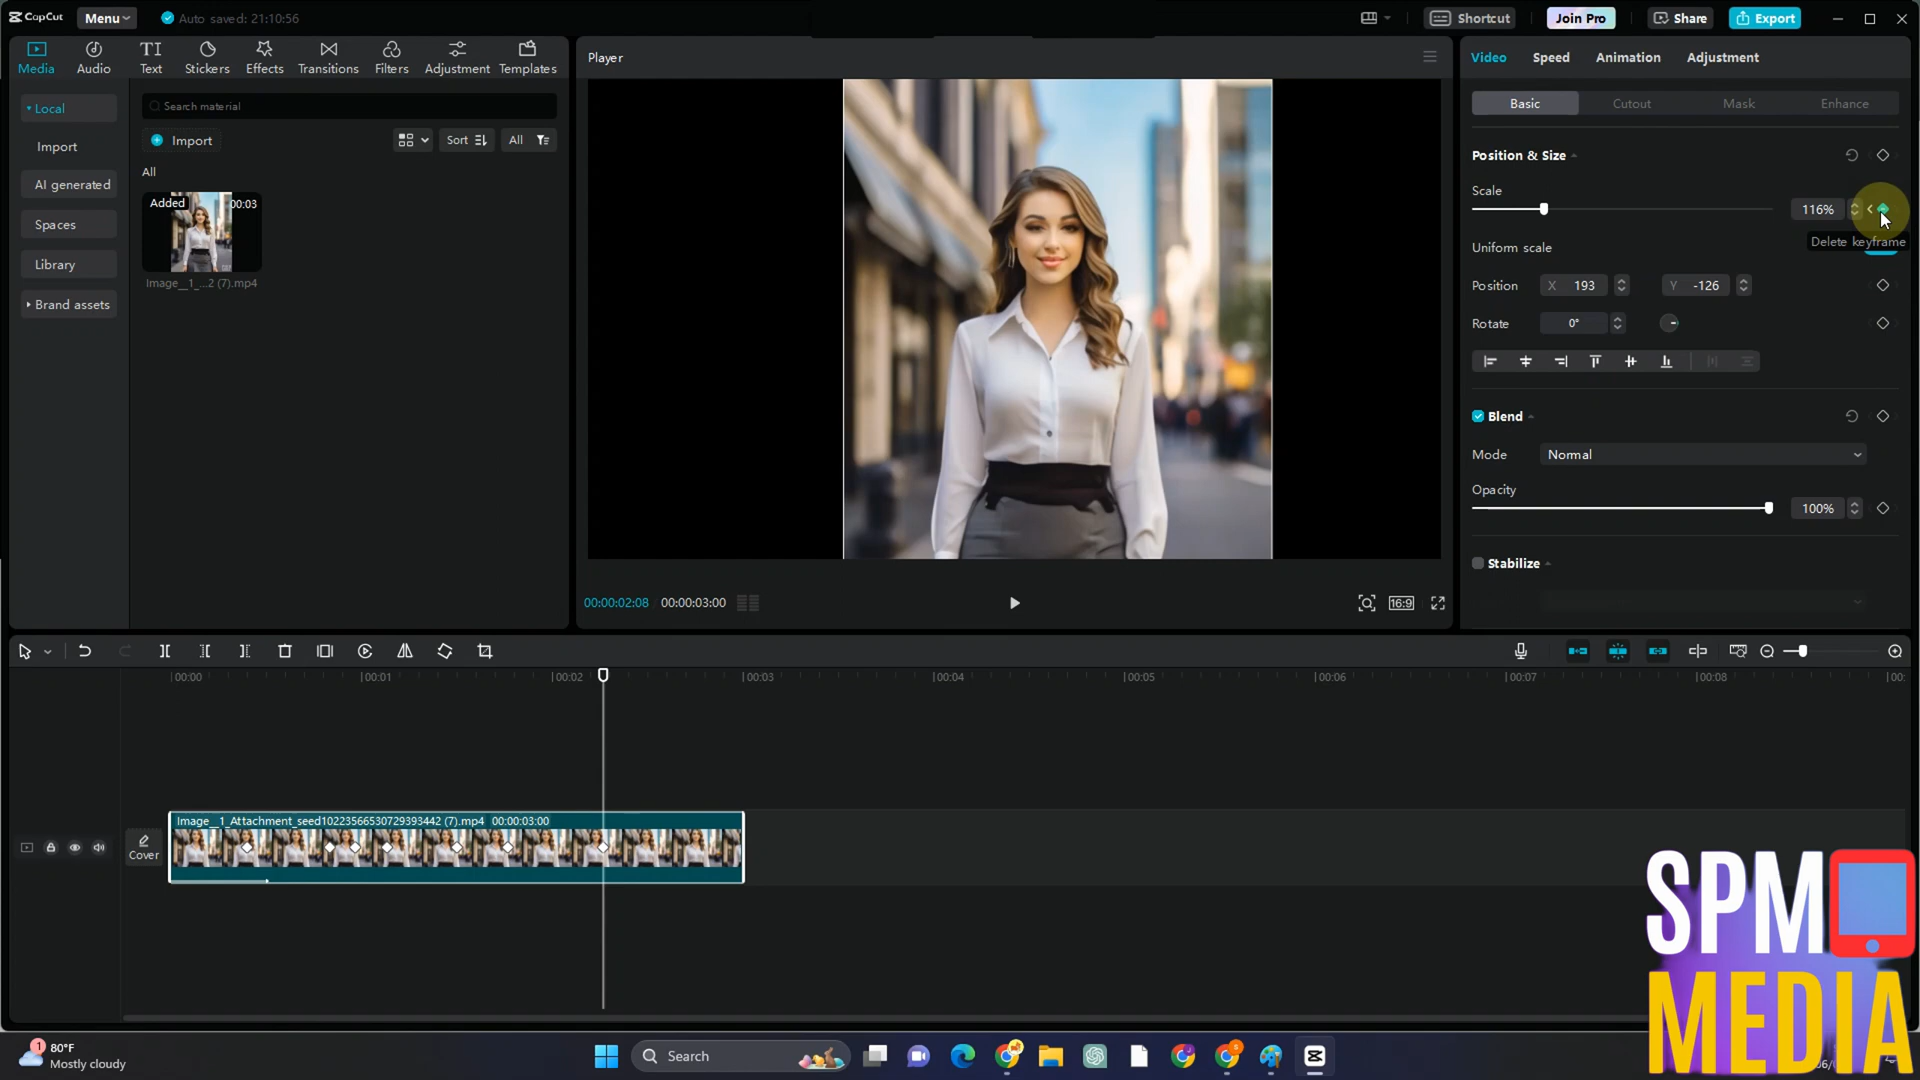 CapCut
Menu
Auto saved: 21:10:56
Shortcut
Join Pro
Share
Export
Media
Audio
TI
Text
Stickers
Effects
Transitions
Filters
Adjustment
Templates
Player
Video
Speed
Animation
Adjustment
Local
Import
AI generated
Spaces
Library
Brand assets
Search material
Import
Sort
All
All
Added
00:03
Image__1_...2 (7).mp4
Basic
Cutout
Mask
Enhance
Position & Size
Scale
116%
Delete keyframe
Uniform scale
Position
X 193
Y -126
Rotate
0°
Blend
Mode
Normal
Opacity
100%
Stabilize
00:00:02:08
00:00:03:00
16:9
00:00
00:01
00:02
00:03
00:04
00:05
00:06
00:07
00:08
00:
Cover
Image__1_Attachment_seed10223566530729393442 (7).mp4 00:00:03:00
SPM
MEDIA
1
80°F
Mostly cloudy
Search